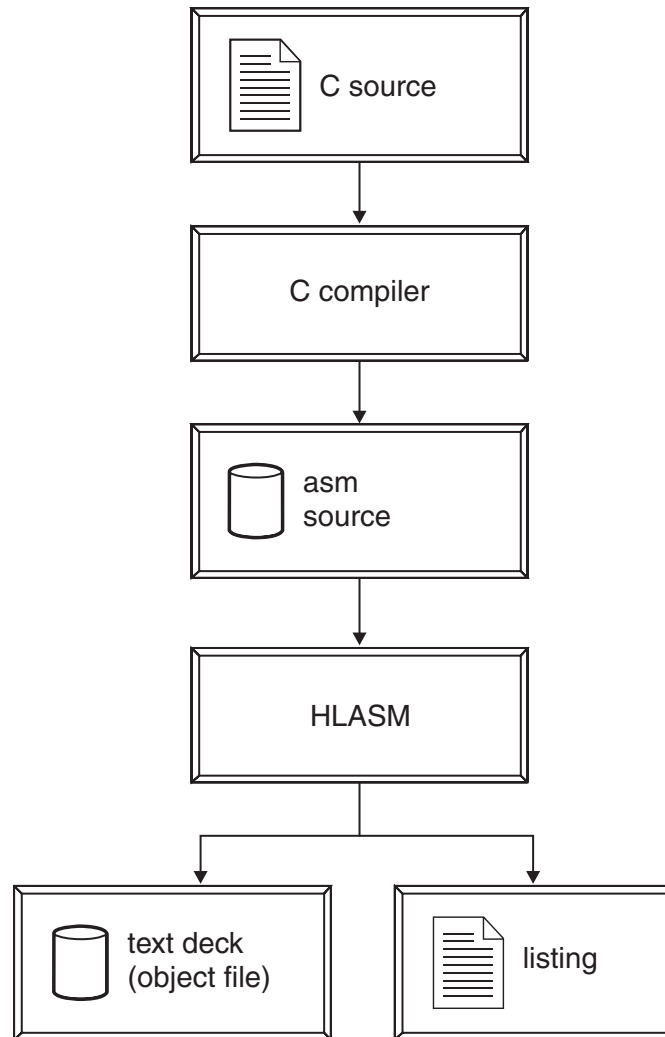 C source
C compiler
asm
source
HLASM
text deck
(object file)
listing